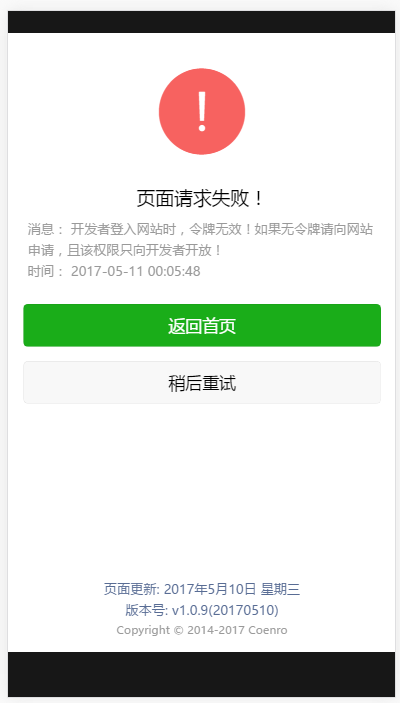 页面请求失败！
消息： 开发者登入网站时，令牌无效！如果无令牌请向网站
申请，且该权限只向开发者开放！
时间： 2017-05-11 00:05:48
返回首页
稍后重试
页面更新: 2017年5月10日 星期三
版本号: v1.0.9(20170510)
Copyright © 2014-2017 Coenro